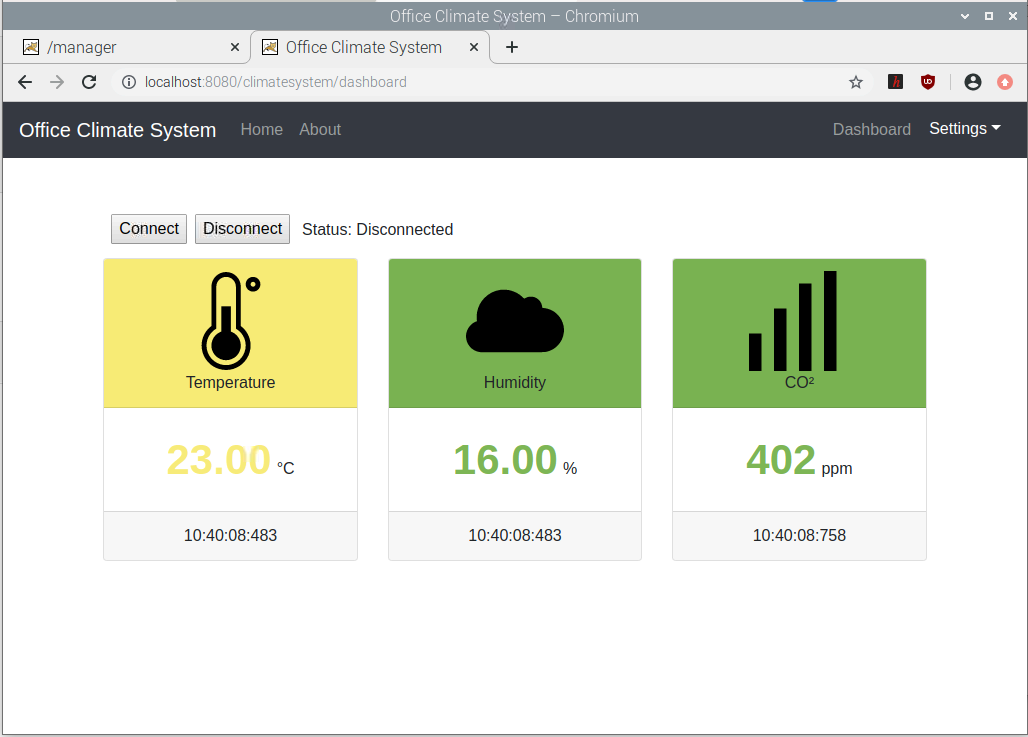 Office Climate System – Chromium
/manager
Office Climate System
localhost:8080/climatesystem/dashboard
Office Climate System Home About Dashboard Settings
Connect Disconnect Status: Disconnected
Temperature Humidity CO²
23.00 °C 16.00 % 402 ppm
10:40:08:483 10:40:08:483 10:40:08:758